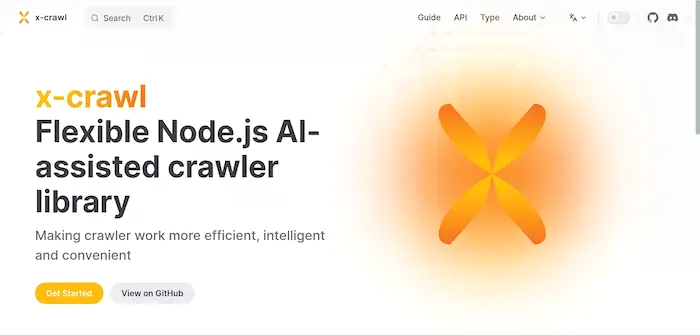 x-crawl
Search Ctrl K
Guide API Type About
x-crawl
Flexible Node.js AI-
assisted crawler
library
Making crawler work more efficient, intelligent
and convenient
Get Started View on GitHub